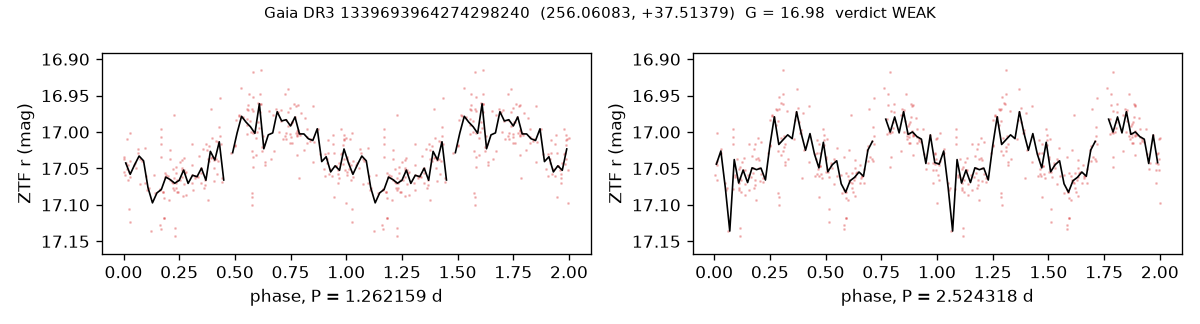 Gaia DR3 1339693964274298240 (256.06083, +37.51379) G = 16.98 verdict WEAK
ZTF r (mag)
16.90
16.95
17.00
17.05
17.10
17.15
0.00 0.25 0.50 0.75 1.00 1.25 1.50 1.75 2.00
phase, P = 1.262159 d
ZTF r (mag)
16.90
16.95
17.00
17.05
17.10
17.15
0.00 0.25 0.50 0.75 1.00 1.25 1.50 1.75 2.00
phase, P = 2.524318 d